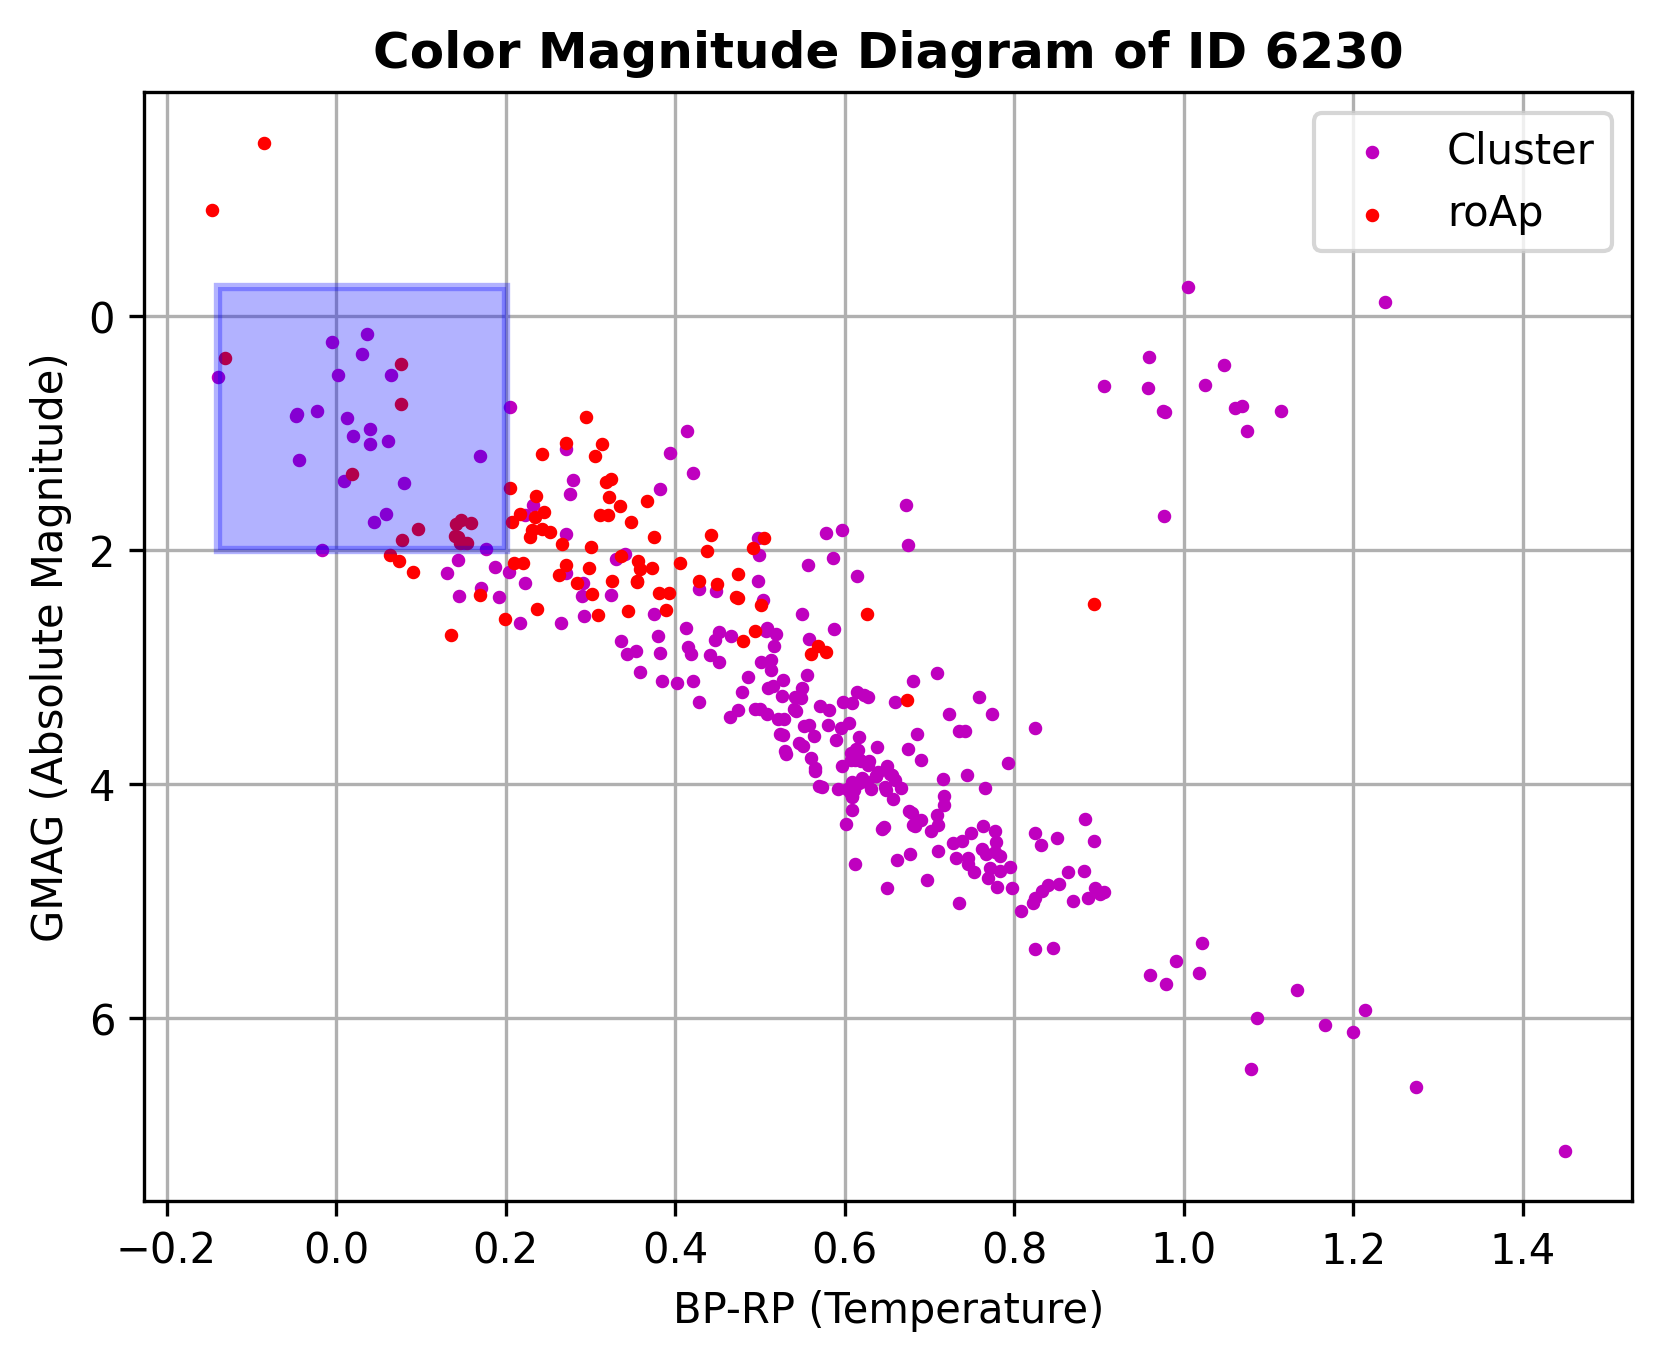 Color Magnitude Diagram of ID 6230
Cluster
roAp
0
2
4
6
GMAG (Absolute Magnitude)
−0.2 0.0 0.2 0.4 0.6 0.8 1.0 1.2 1.4
BP-RP (Temperature)